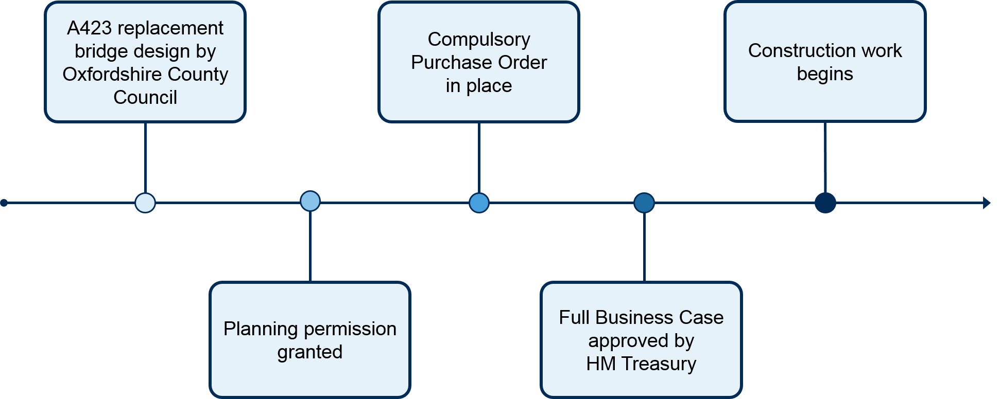 A423 replacement
bridge design by
Oxfordshire County
Council
Planning permission
granted
Compulsory
Purchase Order
in place
Full Business Case
approved by
HM Treasury
Construction work
begins